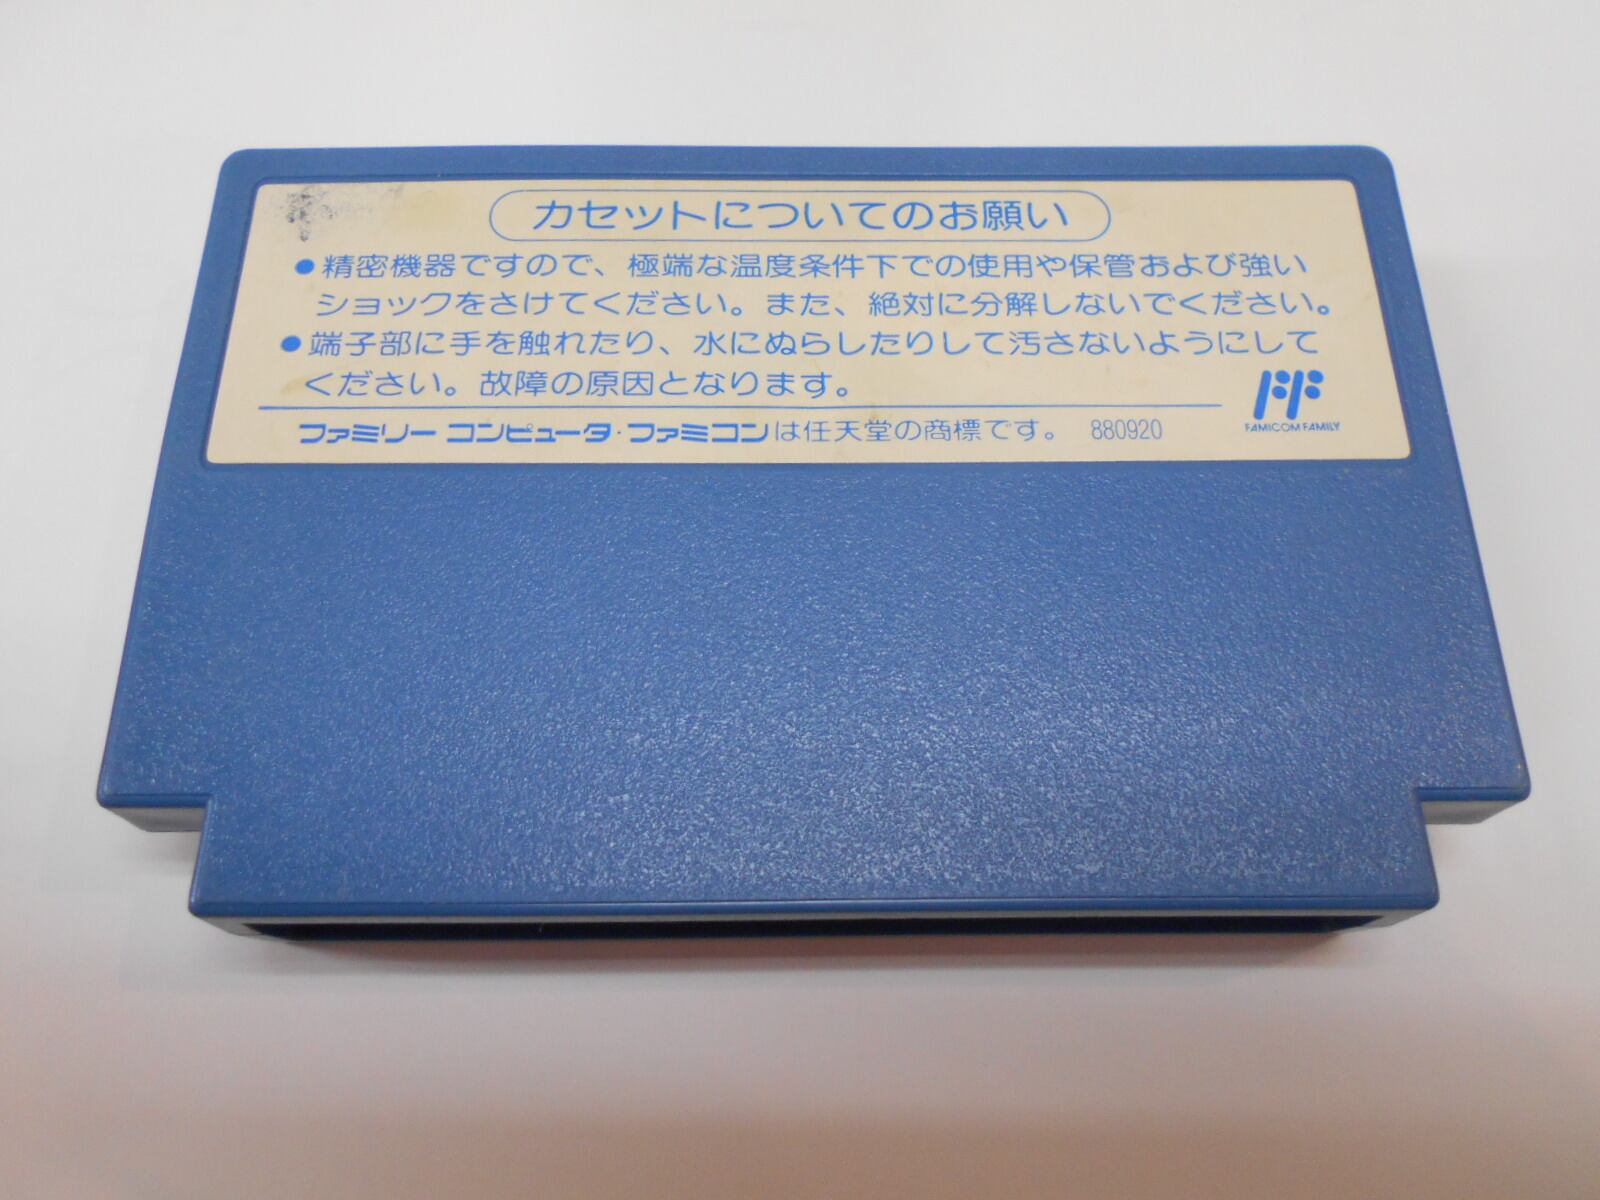 カセットについてのお願い
●精密機器ですので、極端な温度条件下での使用や保管および強い
ショックをさけてください。また、絶対に分解しないでください。
●端子部に手を触れたり、水にぬらしたりして汚さないようにして
ください。故障の原因となります。
ファミリーコンピュータ・ファミコンは任天堂の商標です。 880920
FF
FAMICOM FAMILY